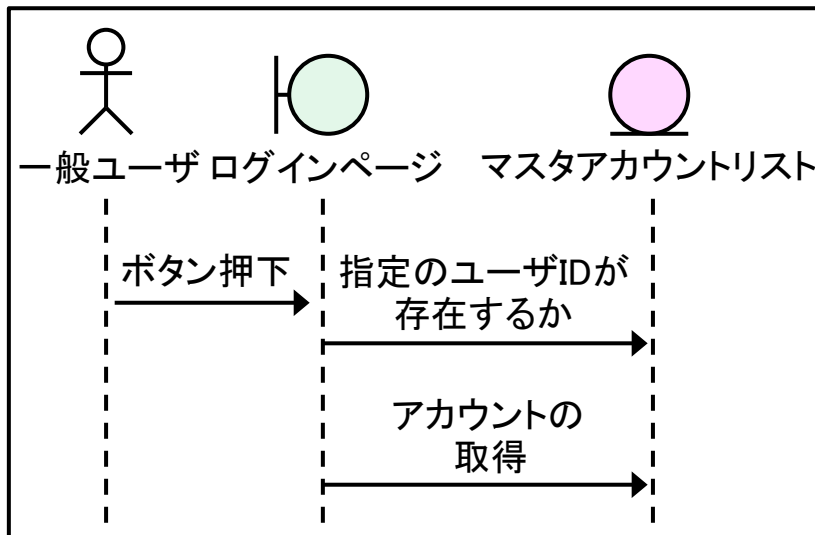 一般ユーザ ログインページ マスタアカウントリスト
ボタン押下
指定のユーザIDが
存在するか
アカウントの
取得